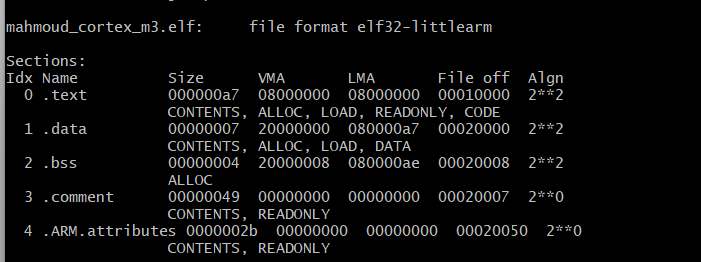 mahmoud_cortex_m3.elf:     file format elf32-littlearm
Sections:
Idx Name          Size      VMA       LMA       File off  Algn
  0 .text         000000a7  08000000  08000000  00010000  2**2
                  CONTENTS, ALLOC, LOAD, READONLY, CODE
  1 .data         00000007  20000000  080000a7  00020000  2**2
                  CONTENTS, ALLOC, LOAD, DATA
  2 .bss          00000004  20000008  080000ae  00020008  2**2
                  ALLOC
  3 .comment      00000049  00000000  00000000  00020007  2**0
                  CONTENTS, READONLY
  4 .ARM.attributes 0000002b  00000000  00000000  00020050  2**0
                  CONTENTS, READONLY